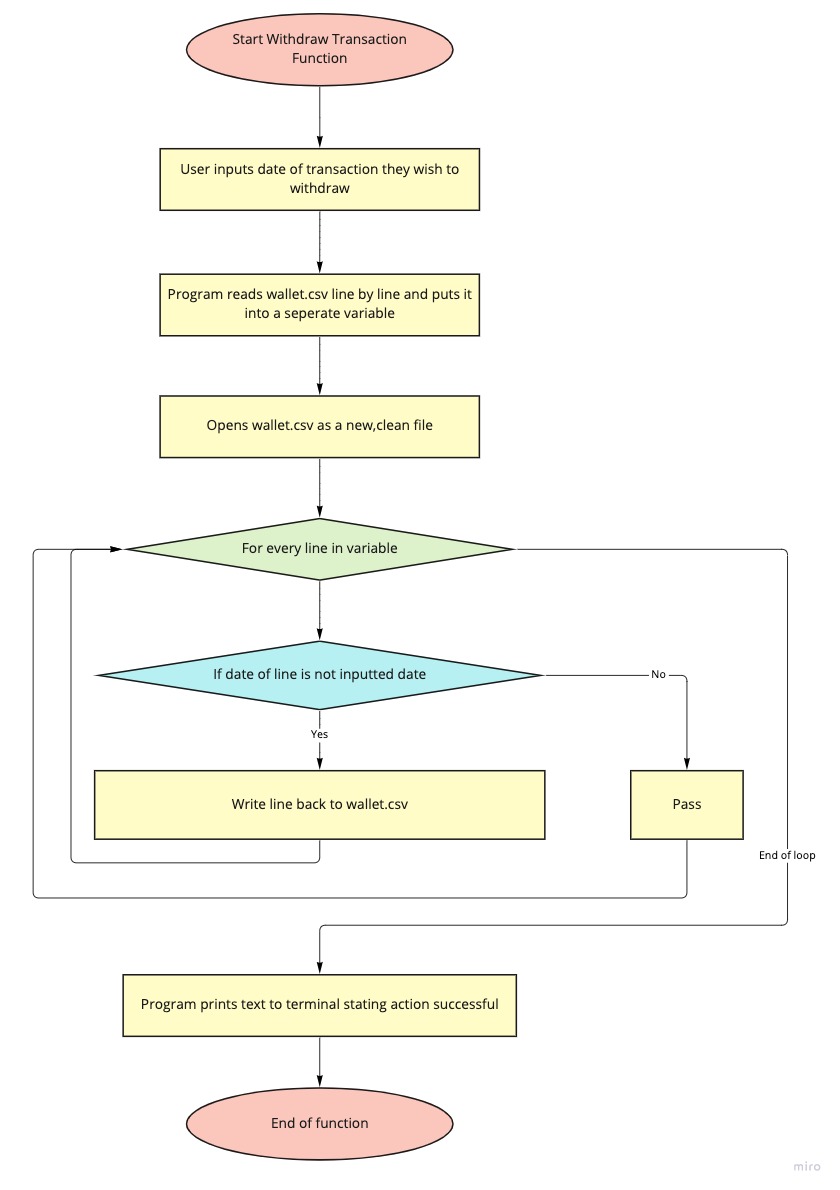 Start Withdraw Transaction
Function
User inputs date of transaction they wish to
withdraw
Program reads wallet.csv line by line and puts it
into a seperate variable
Opens wallet.csv as a new,clean file
For every line in variable
If date of line is not inputted date
No
Yes
Write line back to wallet.csv
Pass
End of loop
Program prints text to terminal stating action successful
End of function
miro